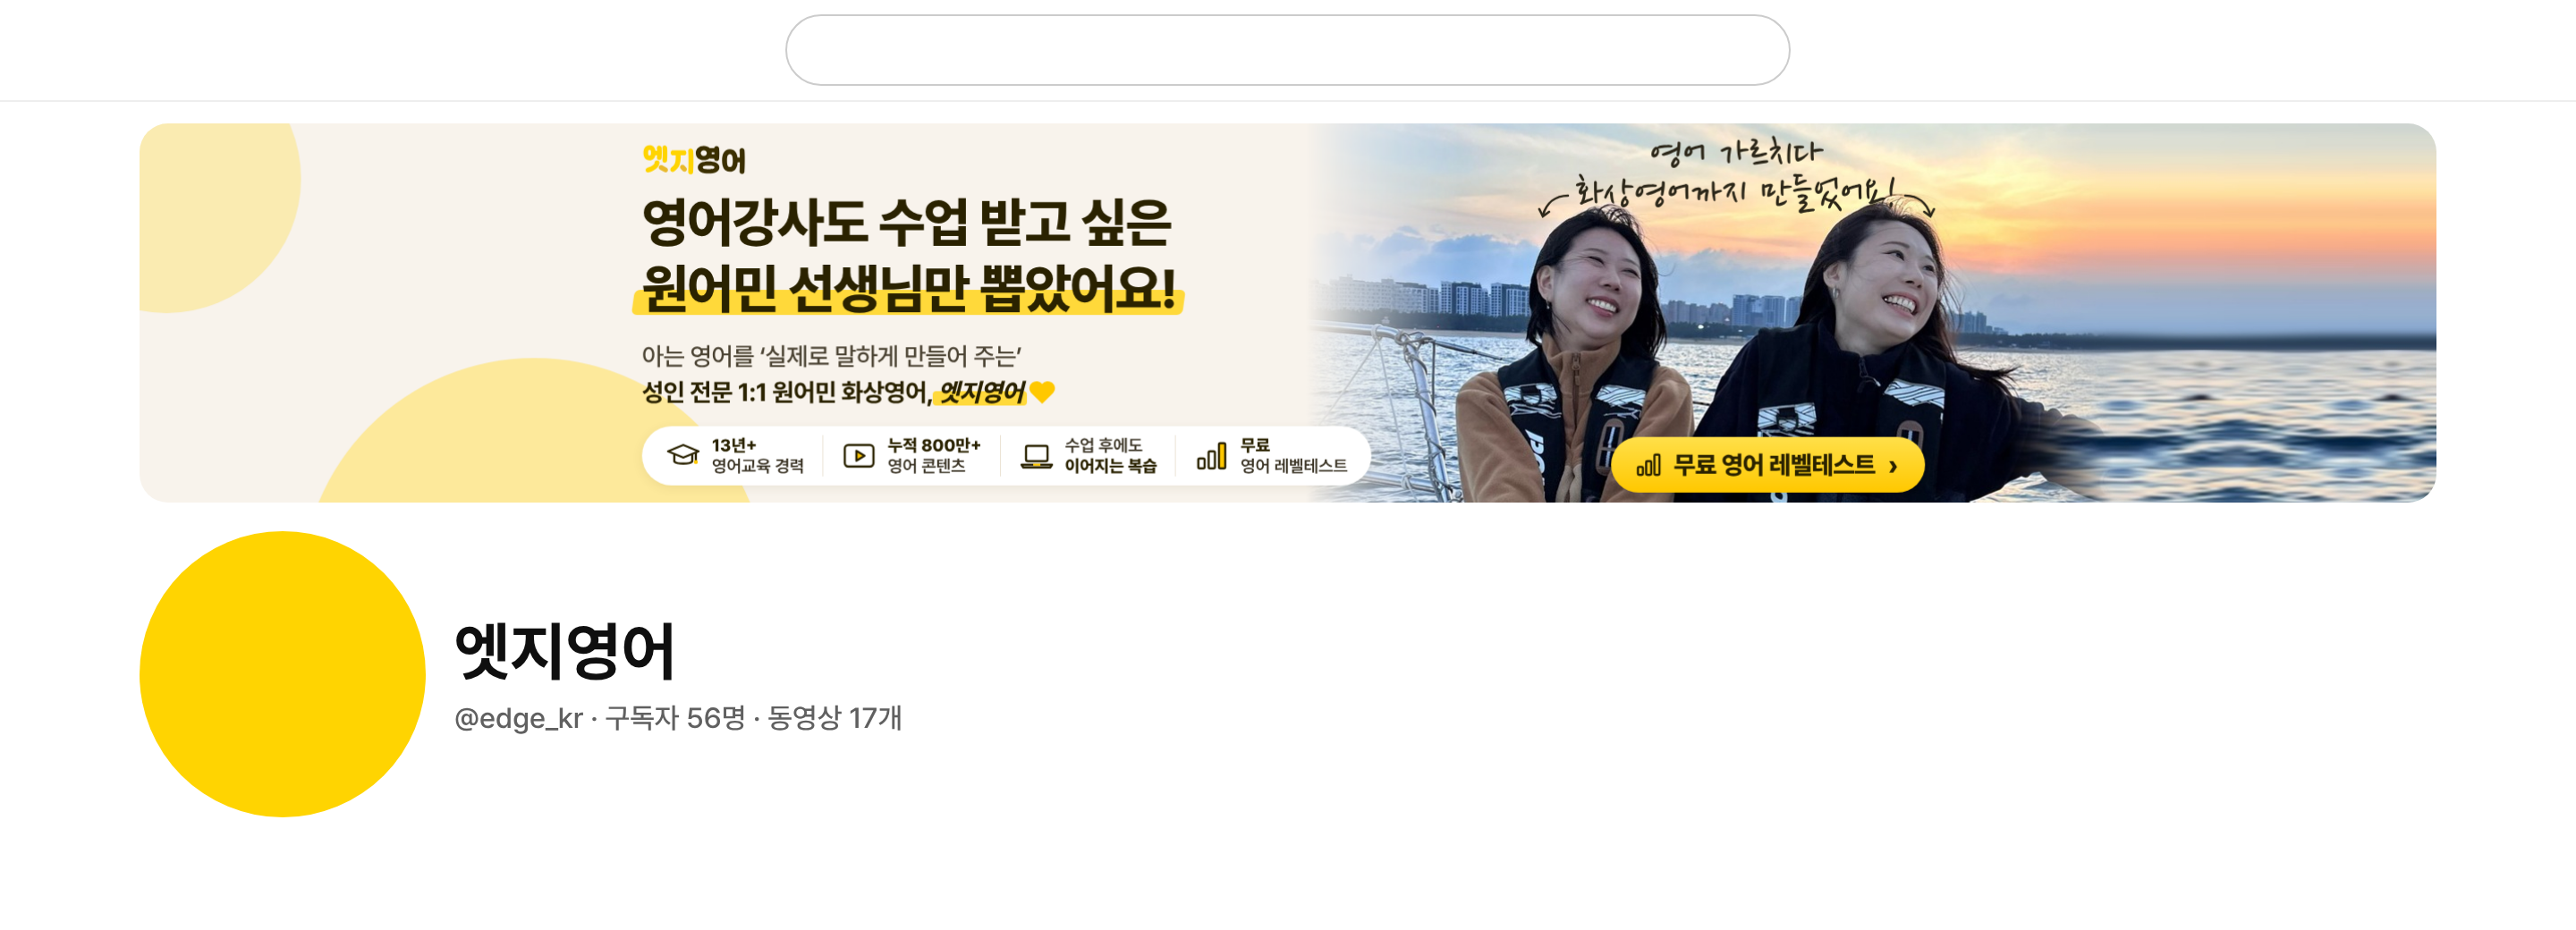 엣지영어
영어강사도 수업 받고 싶은
원어민 선생님만 뽑았어요!
아는 영어를 ‘실제로 말하게 만들어 주는’
성인 전문 1:1 원어민 화상영어, 엣지영어
13년+
영어교육 경력
누적 800만+
영어 콘텐츠
수업 후에도
이어지는 복습
무료
영어 레벨테스트
영어 가르치다
화상영어까지 만들었어요!
무료 영어 레벨테스트 ›
엣지영어
@edge_kr · 구독자 56명 · 동영상 17개